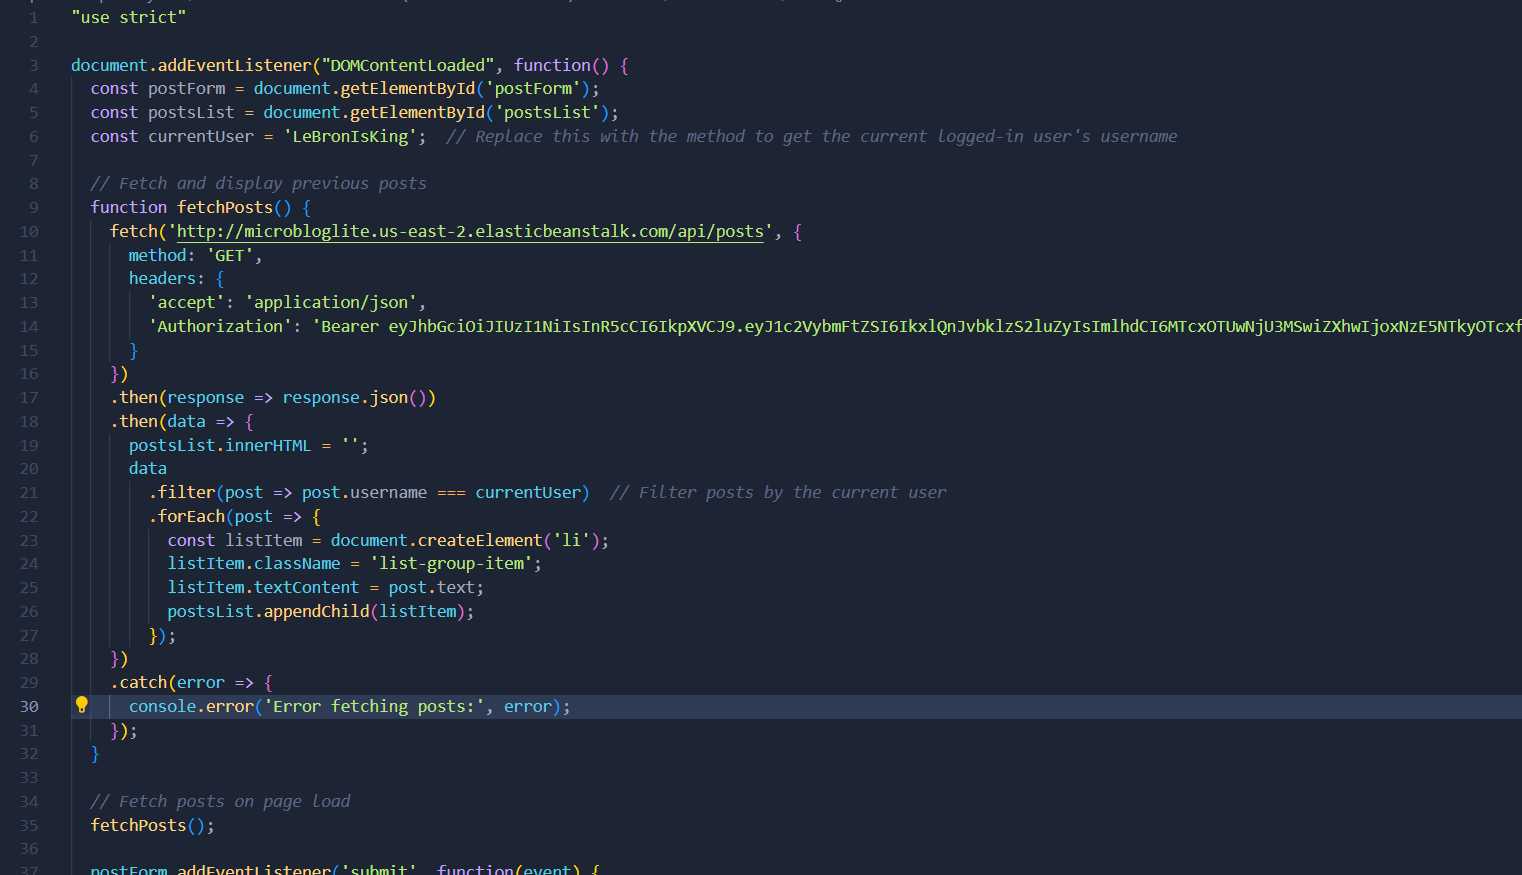 1 "use strict"
2
3 document.addEventListener("DOMContentLoaded", function() {
4 const postForm = document.getElementById('postForm');
5 const postsList = document.getElementById('postsList');
6 const currentUser = 'LeBronIsKing'; // Replace this with the method to get the current logged-in user's username
7
8 // Fetch and display previous posts
9 function fetchPosts() {
10 fetch('http://microbloglite.us-east-2.elasticbeanstalk.com/api/posts', {
11 method: 'GET',
12 headers: {
13 'accept': 'application/json',
14 'Authorization': 'Bearer eyJhbGciOiJIUzI1NiIsInR5cCI6IkpXVCJ9.eyJ1c2VybmFtZSI6IkxlQnJvbklzS2luZyIsImlhdCI6MTcxOTUwNjU3MSwiZXhwIjoxNzE5NTkyOTcxf
15 }
16 })
17 .then(response => response.json())
18 .then(data => {
19 postsList.innerHTML = '';
20 data
21 .filter(post => post.username === currentUser) // Filter posts by the current user
22 .forEach(post => {
23 const listItem = document.createElement('li');
24 listItem.className = 'list-group-item';
25 listItem.textContent = post.text;
26 postsList.appendChild(listItem);
27 });
28 })
29 .catch(error => {
30 console.error('Error fetching posts:', error);
31 });
32 }
33
34 // Fetch posts on page load
35 fetchPosts();
36
37 postForm.addEventListener('submit', function(event) {